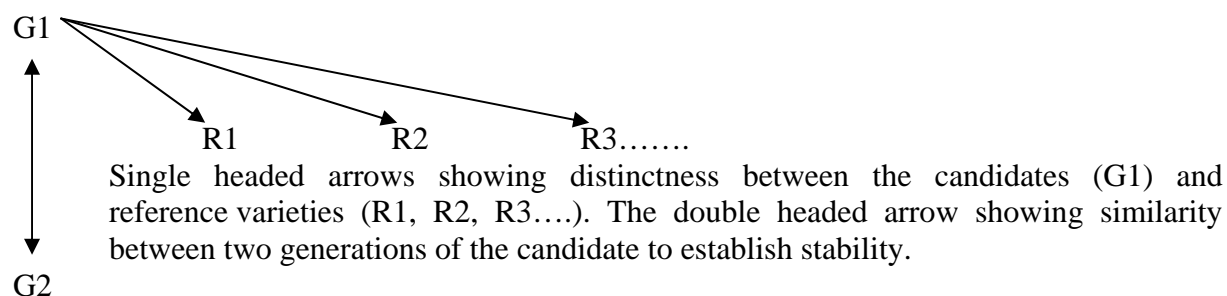 G1
R1 R2 R3…….
Single headed arrows showing distinctness between the candidates (G1) and
reference varieties (R1, R2, R3….). The double headed arrow showing similarity
between two generations of the candidate to establish stability.
G2